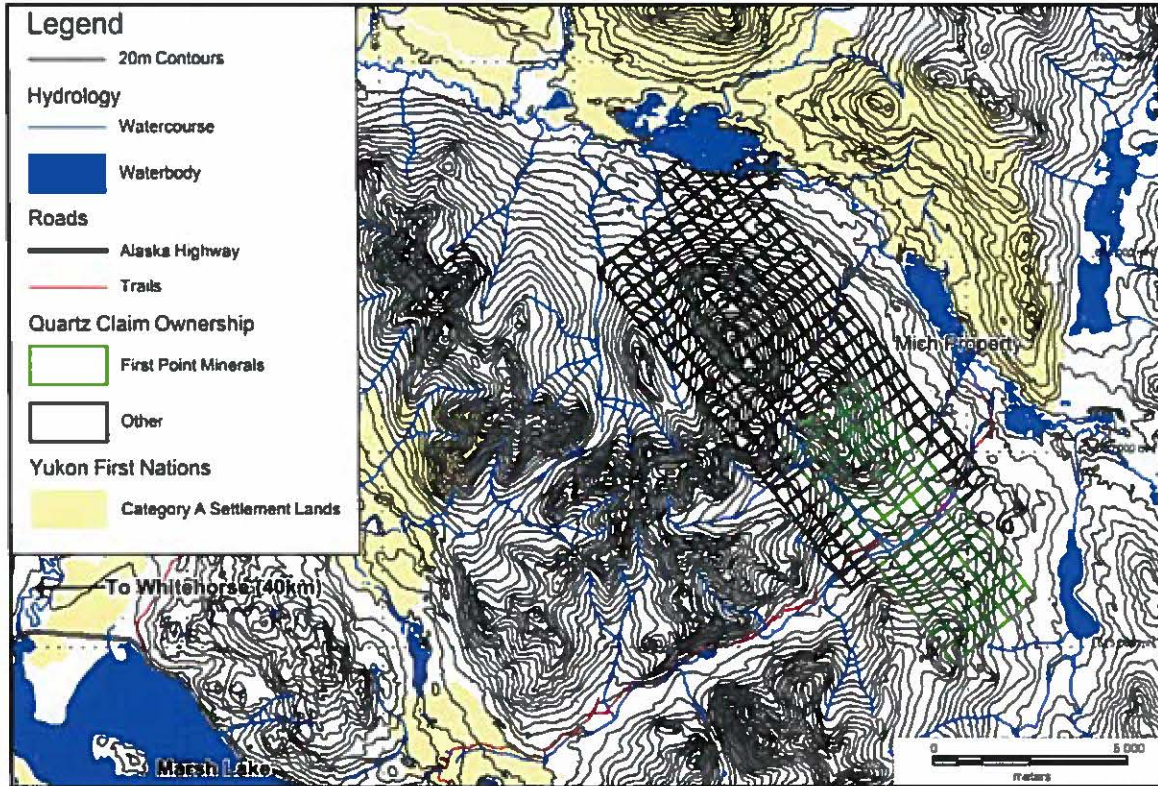 Legend
20m Contours
Hydrology
Watercourse
Waterbody
Roads
Alaska Highway
Trails
Quartz Claim Ownership
First Point Minerals
Other
Yukon First Nations
Category A Settlement Lands
Mich Property
To Whitehorse (40km)
Marsh Lake
0 5 000
meters